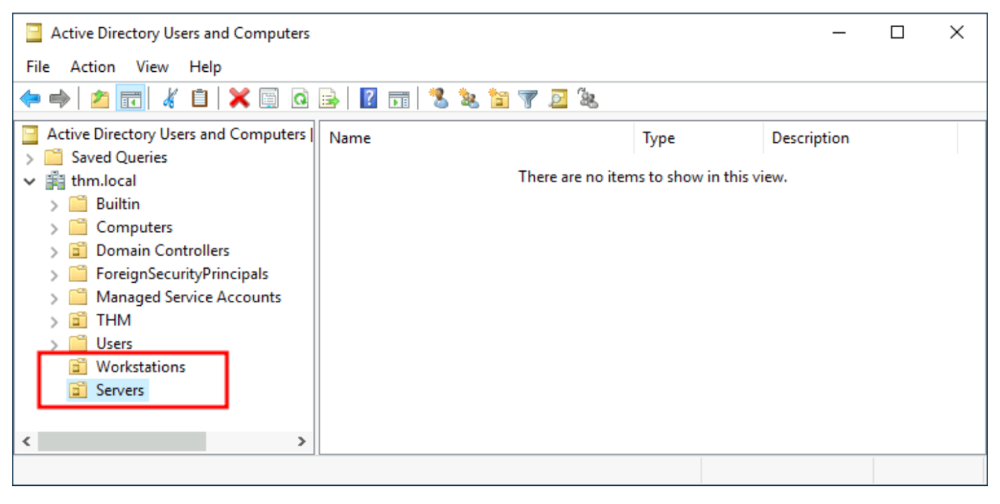 Active Directory Users and Computers
File Action View Help
Active Directory Users and Computers
Name Type Description
Saved Queries
There are no items to show in this view.
thm.local
Builtin
Computers
Domain Controllers
ForeignSecurityPrincipals
Managed Service Accounts
THM
Users
Workstations
Servers